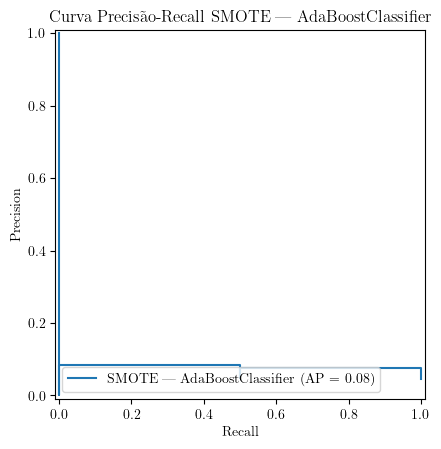 Curva Precisão-Recall SMOTE — AdaBoostClassifier
1.0
0.8
0.6
0.4
0.2
0.0
Precision
SMOTE — AdaBoostClassifier (AP = 0.08)
0.0 0.2 0.4 0.6 0.8 1.0
Recall